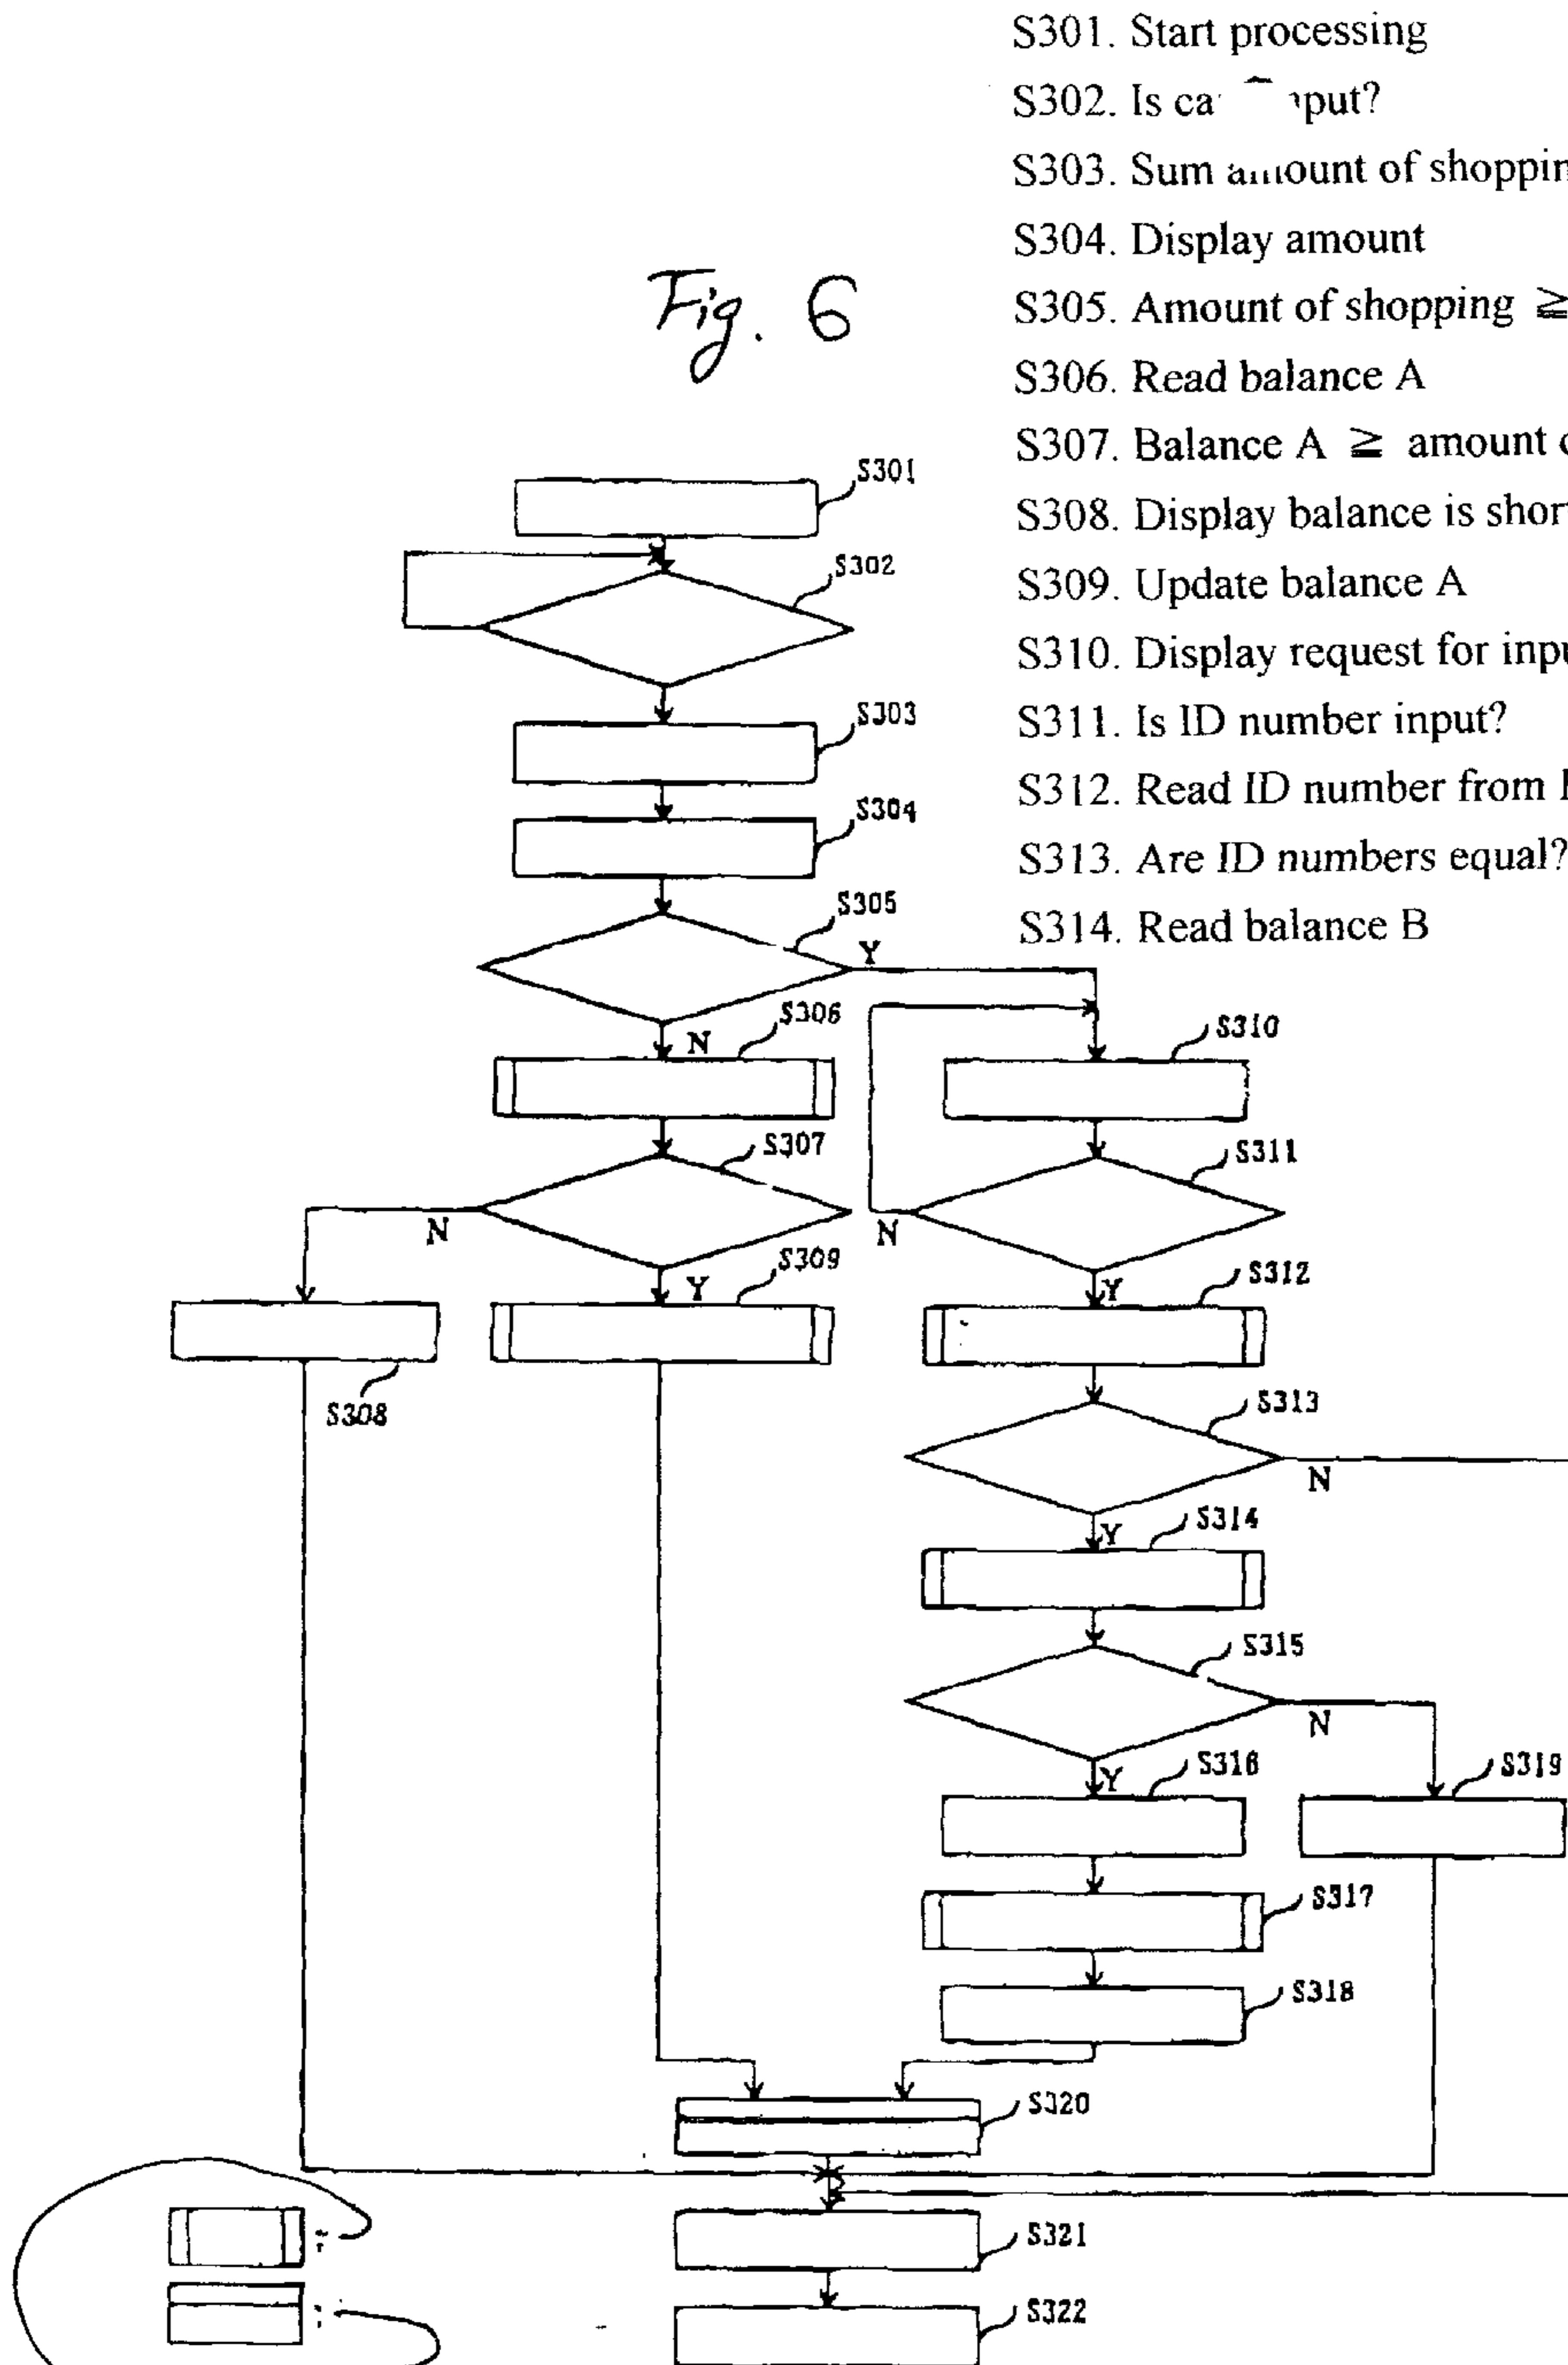 S301. Start processing
S302. Is
S303. Sum amount of
S304. Display amount
Fig. 6
S305. Amount of shopping ≧
S306. Read balance A
S307. Balance A ≧ amount
S308. Display balance is
S309. Update balance A
S310. Display request for
S311. Is ID number input?
S312. Read ID number from
S313. Are ID numbers equal?
S314. Read balance B
S301
S302
S303
S304
S305
Y
S306
N
S310
S307
S311
N
N
S309
Y
S312
Y
S308
S313
N
S314
Y
S315
N
S316
Y
S319
S317
S318
S320
S321
S322